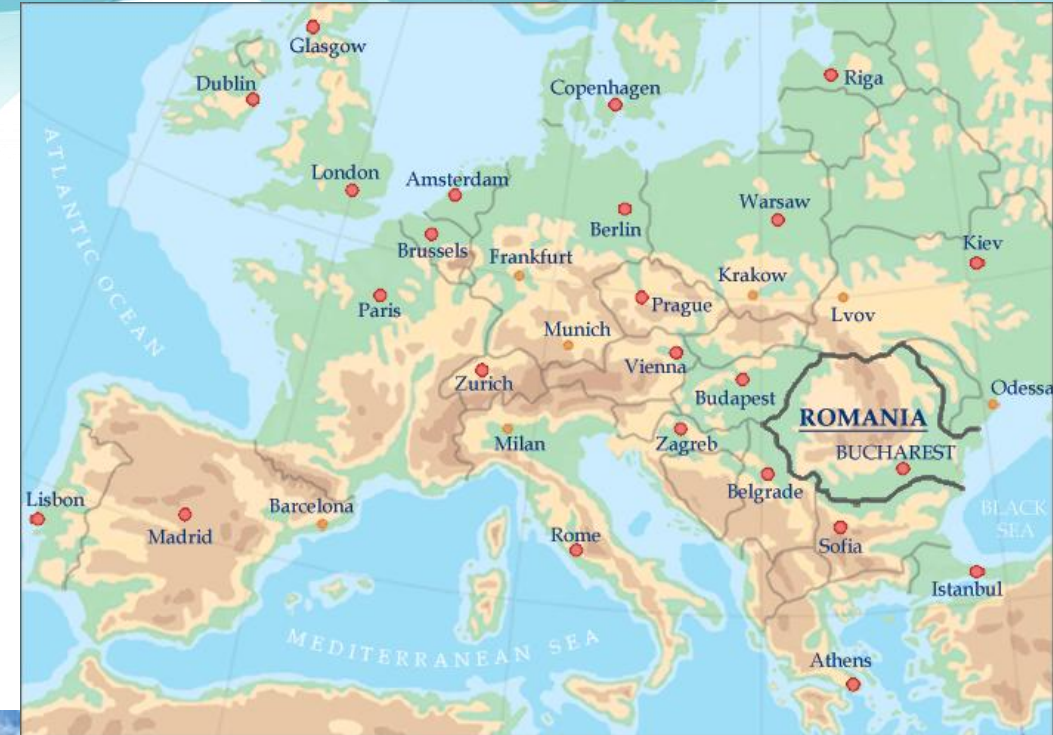 Glasgow
Dublin
Copenhagen
Riga
London
Amsterdam
Berlin
Warsaw
Brussels
Kiev
Frankfurt
Krakow
Paris
Prague
Lvov
Munich
Vienna
Zurich
Budapest
Odessa
ROMANIA
Milan
Zagreb
BUCHAREST
Belgrade
Lisbon
Barcelona
Madrid
Rome
Sofia
Istanbul
Athens
ATLANTIC OCEAN
MEDITERRANEAN SEA
BLACK
SEA